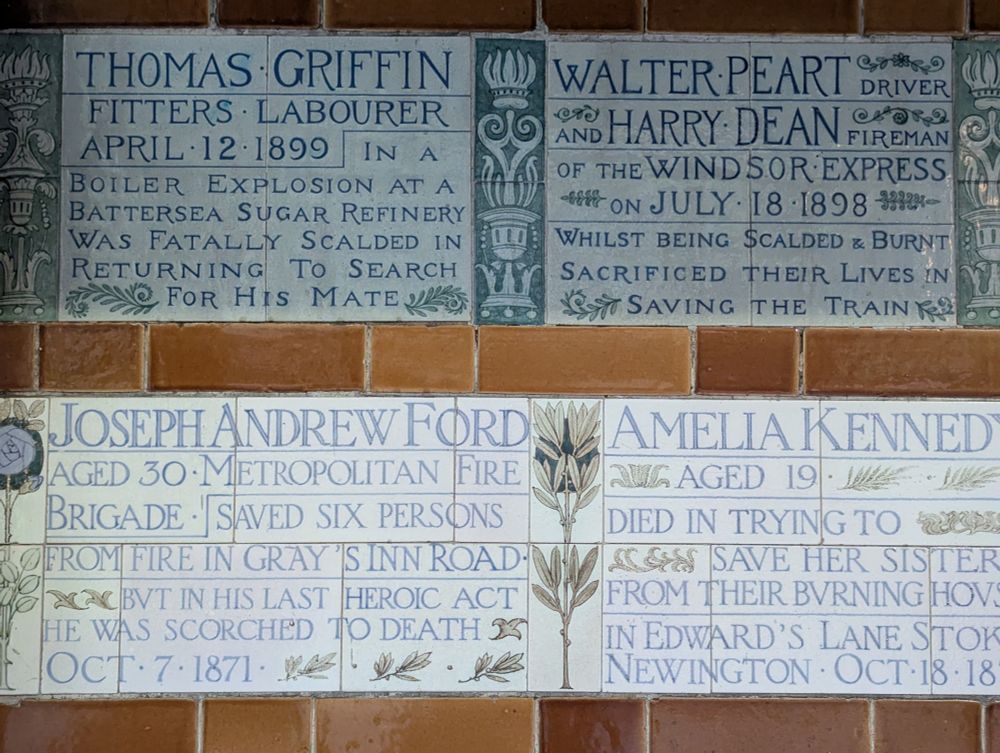 THOMAS · GRIFFIN
FITTERS · LABOURER
APRIL · 12 · 1899 IN A
BOILER EXPLOSION AT A
BATTERSEA SUGAR REFINERY
WAS FATALLY SCALDED IN
RETURNING TO SEARCH
FOR HIS MATE
WALTER · PEART DRIVER
AND HARRY · DEAN FIREMAN
OF THE WINDSOR · EXPRESS
ON JULY · 18 · 1898
WHILST BEING SCALDED & BURNT
SACRIFICED THEIR LIVES IN
SAVING THE TRAIN
JOSEPH ANDREW FORD
AGED 30 · METROPOLITAN FIRE
BRIGADE · SAVED SIX PERSONS
FROM FIRE IN GRAY'S INN ROAD ·
BVT IN HIS LAST HEROIC ACT
HE WAS SCORCHED TO DEATH
OCT · 7 · 1871 ·
AMELIA KENNEDY
AGED 19
DIED IN TRYING TO
SAVE HER SISTER
FROM THEIR BVRNING HOVS
IN EDWARD'S LANE STOK
NEWINGTON · OCT · 18 · 18